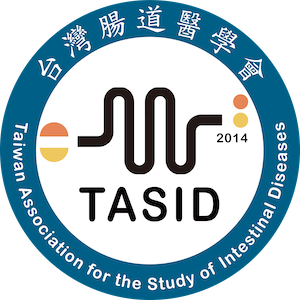 台灣腸道醫學會
2014
TASID
Taiwan Association for the Study of Intestinal Diseases